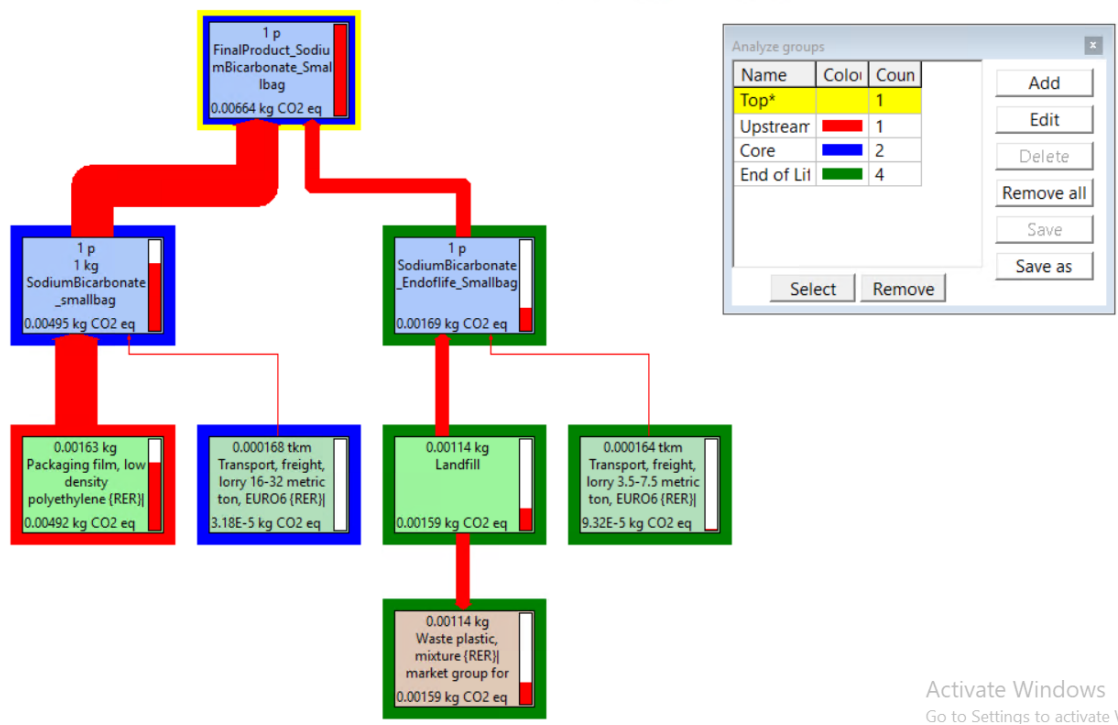 1 p
FinalProduct_Sodiu
mBicarbonate_Smal
lbag
0.00664 kg CO2 eq
Analyze groups
x
Name Colou Coun
Top* 1
Upstream 1
Core 2
End of Lif 4
Add
Edit
Delete
Remove all
Save
Save as
Select Remove
1 p
1 kg
SodiumBicarbonate
_smallbag
0.00495 kg CO2 eq
1 p
SodiumBicarbonate
_Endoflife_Smallbag
0.00169 kg CO2 eq
0.00163 kg
Packaging film, low
density
polyethylene {RER}|
0.00492 kg CO2 eq
0.000168 tkm
Transport, freight,
lorry 16-32 metric
ton, EURO6 {RER}|
3.18E-5 kg CO2 eq
0.00114 kg
Landfill
0.00159 kg CO2 eq
0.000164 tkm
Transport, freight,
lorry 3.5-7.5 metric
ton, EURO6 {RER}|
9.32E-5 kg CO2 eq
0.00114 kg
Waste plastic,
mixture {RER}|
market group for
0.00159 kg CO2 eq
Activate Windows
Go to Settings to activate